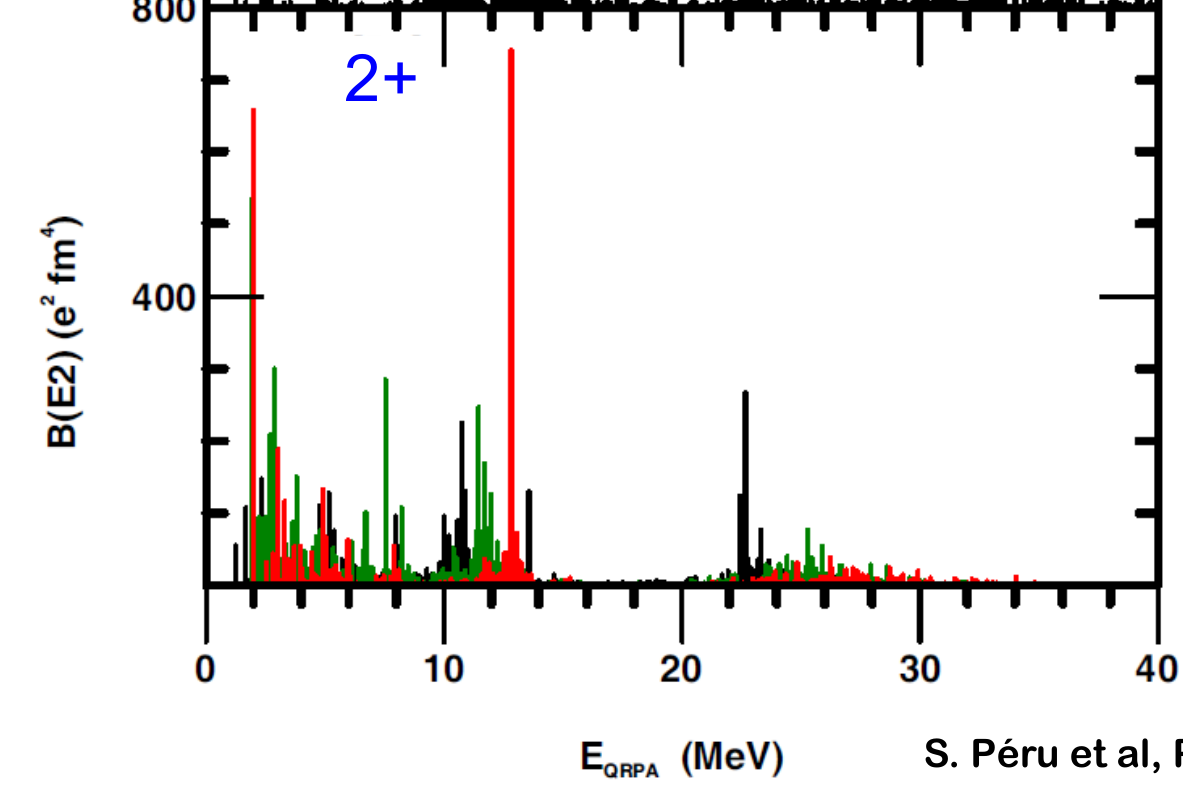 800
2+
400
B(E2) (e² fm⁴)
0 10 20 30 40
E_QRPA (MeV)
S. Péru et al,